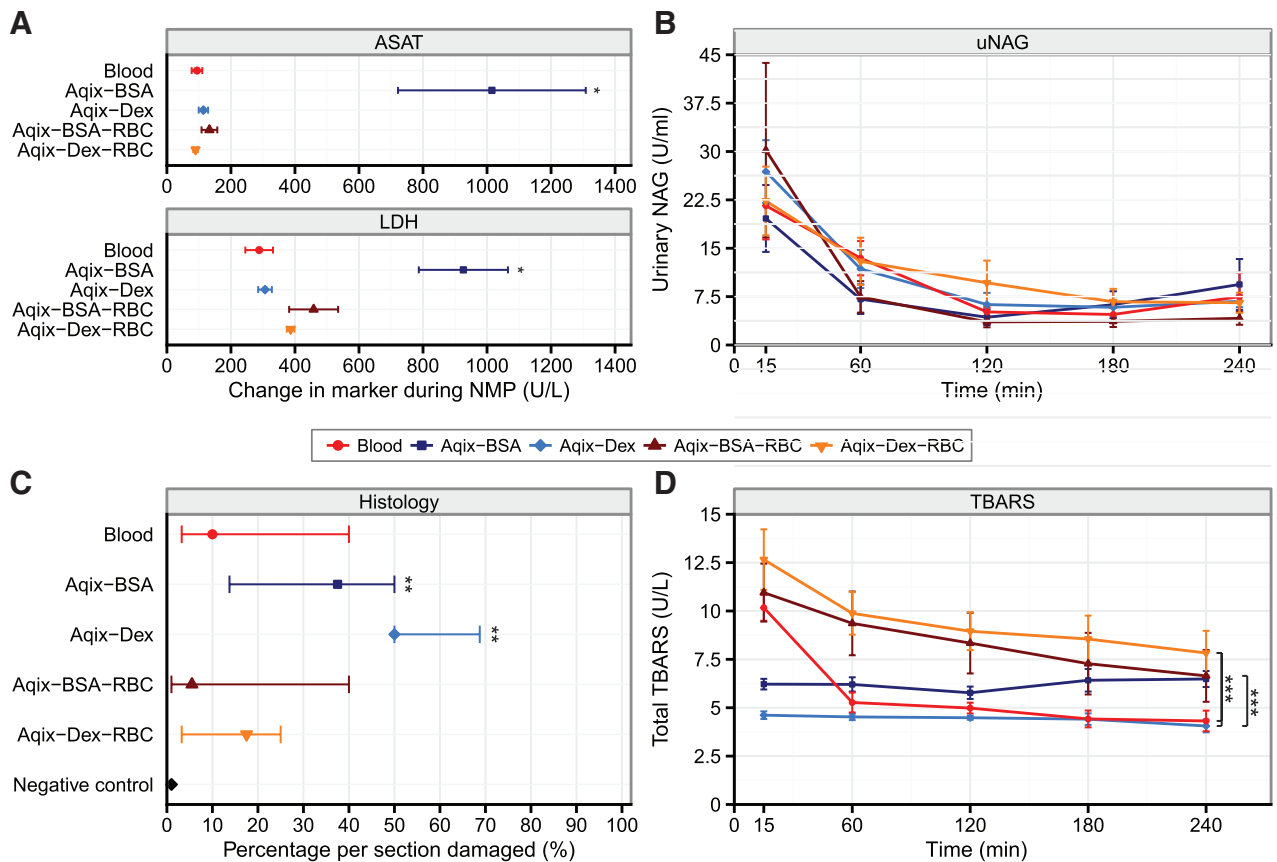 A
ASAT
Blood
Aqix−BSA
*
Aqix−Dex
Aqix−BSA−RBC
Aqix−Dex−RBC
0 200 400 600 800 1000 1200 1400
LDH
Blood
Aqix−BSA
*
Aqix−Dex
Aqix−BSA−RBC
Aqix−Dex−RBC
0 200 400 600 800 1000 1200 1400
Change in marker during NMP (U/L)
B
uNAG
Urinary NAG (U/ml)
45
37.5
30
22.5
15
7.5
0
0 15 60 120 180 240
Time (min)
Blood Aqix−BSA Aqix−Dex Aqix−BSA−RBC Aqix−Dex−RBC
C
Histology
Blood
Aqix−BSA
**
Aqix−Dex
**
Aqix−BSA−RBC
Aqix−Dex−RBC
Negative control
0 10 20 30 40 50 60 70 80 90 100
Percentage per section damaged (%)
D
TBARS
Total TBARS (U/L)
15
12.5
10
7.5
5
2.5
0
***
***
0 15 60 120 180 240
Time (min)